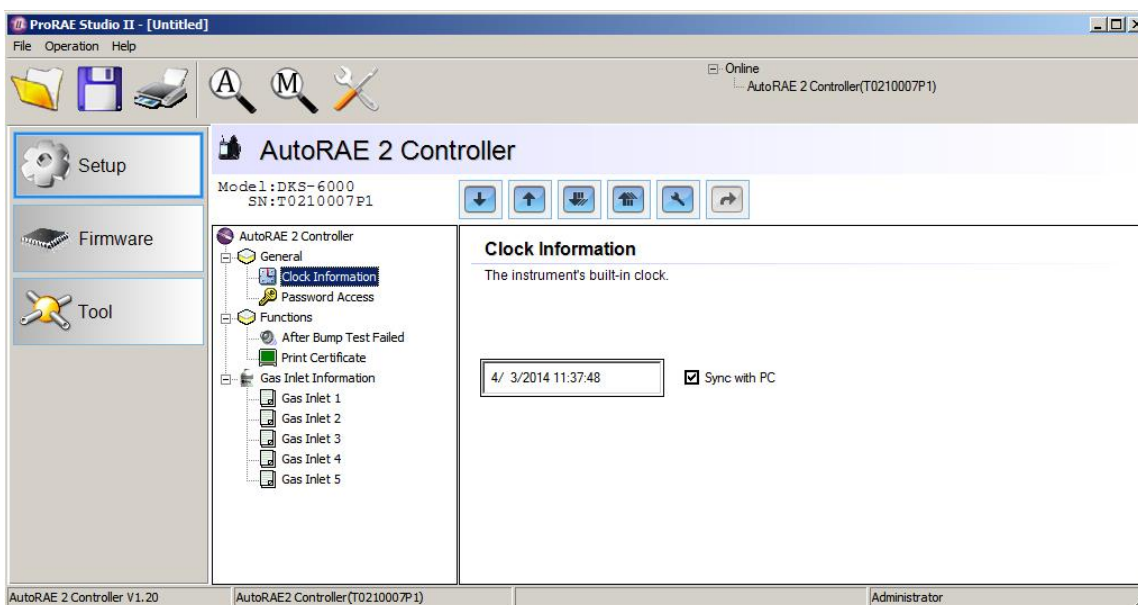 ProRAE Studio II - [Untitled]
File Operation Help
A M
Online
AutoRAE 2 Controller(T0210007P1)
Setup
Firmware
Tool
AutoRAE 2 Controller
Model:DKS-6000
SN:T0210007P1
AutoRAE 2 Controller
General
Clock Information
Password Access
Functions
After Bump Test Failed
Print Certificate
Gas Inlet Information
Gas Inlet 1
Gas Inlet 2
Gas Inlet 3
Gas Inlet 4
Gas Inlet 5
Clock Information
The instrument's built-in clock.
4/ 3/2014 11:37:48 Sync with PC
AutoRAE 2 Controller V1.20 AutoRAE2 Controller(T0210007P1) Administrator